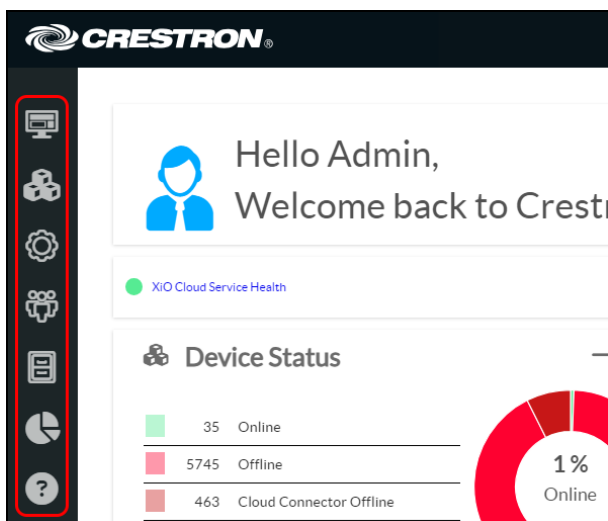 CRESTRON®
Hello Admin,
Welcome back to Crestr
XiO Cloud Service Health
Device Status
35 Online
5745 Offline
463 Cloud Connector Offline
1 %
Online
?